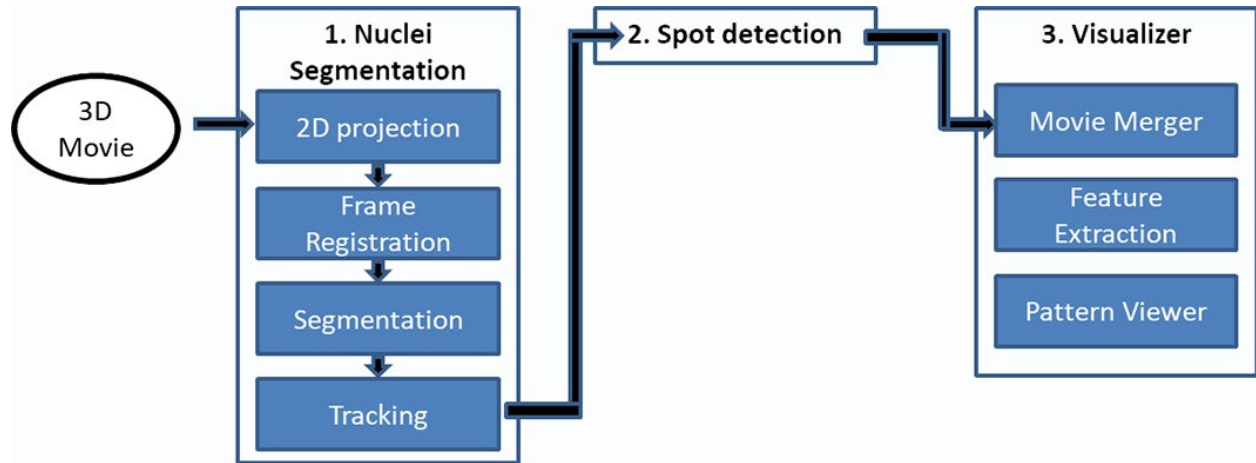 3D
Movie
1. Nuclei
Segmentation
2D projection
Frame
Registration
Segmentation
Tracking
2. Spot detection
3. Visualizer
Movie Merger
Feature
Extraction
Pattern Viewer